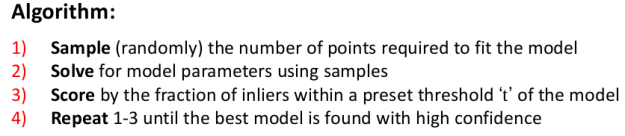 Algorithm:
1) Sample (randomly) the number of points required to fit the model
2) Solve for model parameters using samples
3) Score by the fraction of inliers within a preset threshold ‘t’ of the model
4) Repeat 1-3 until the best model is found with high confidence